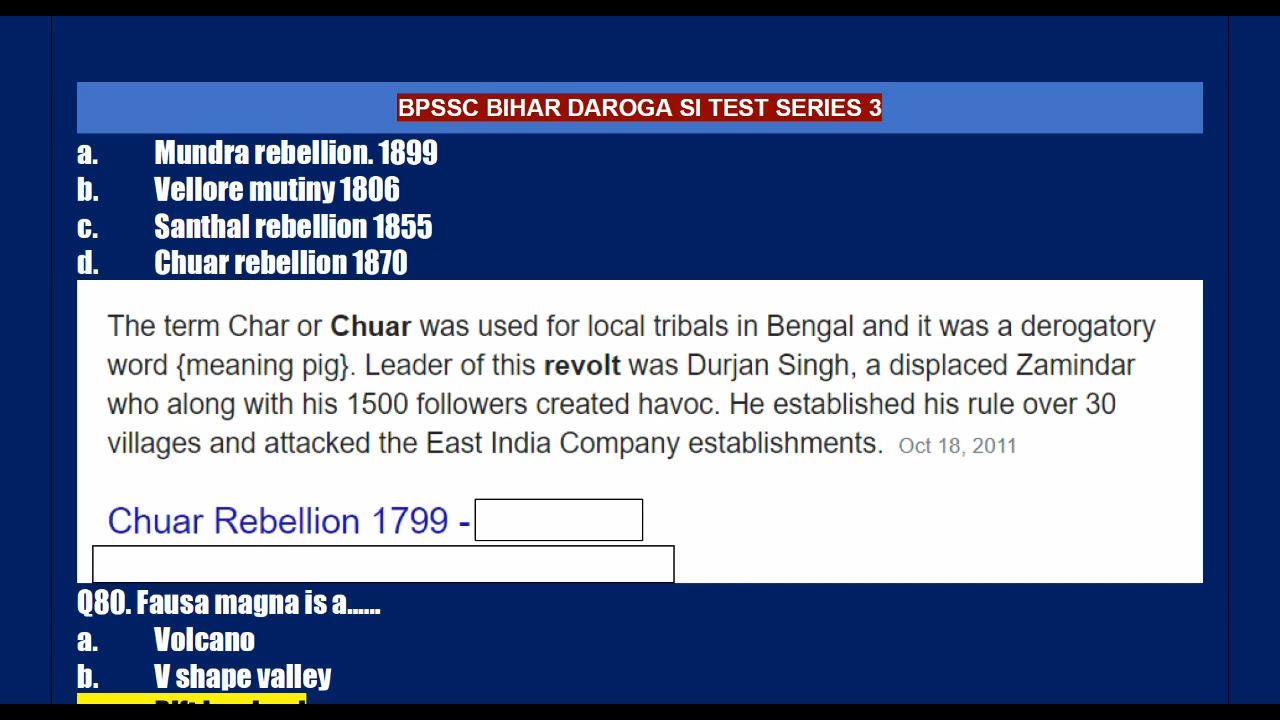 BPSSC BIHAR DAROGA SI TEST SERIES 3
a. Mundra rebellion. 1899
b. Vellore mutiny 1806
c. Santhal rebellion 1855
d. Chuar rebellion 1870
The term Char or Chuar was used for local tribals in Bengal and it was a derogatory
word {meaning pig}. Leader of this revolt was Durjan Singh, a displaced Zamindar
who along with his 1500 followers created havoc. He established his rule over 30
villages and attacked the East India Company establishments. Oct 18, 2011
Chuar Rebellion 1799 -
Q80. Fausa magna is a......
a. Volcano
b. V shape valley